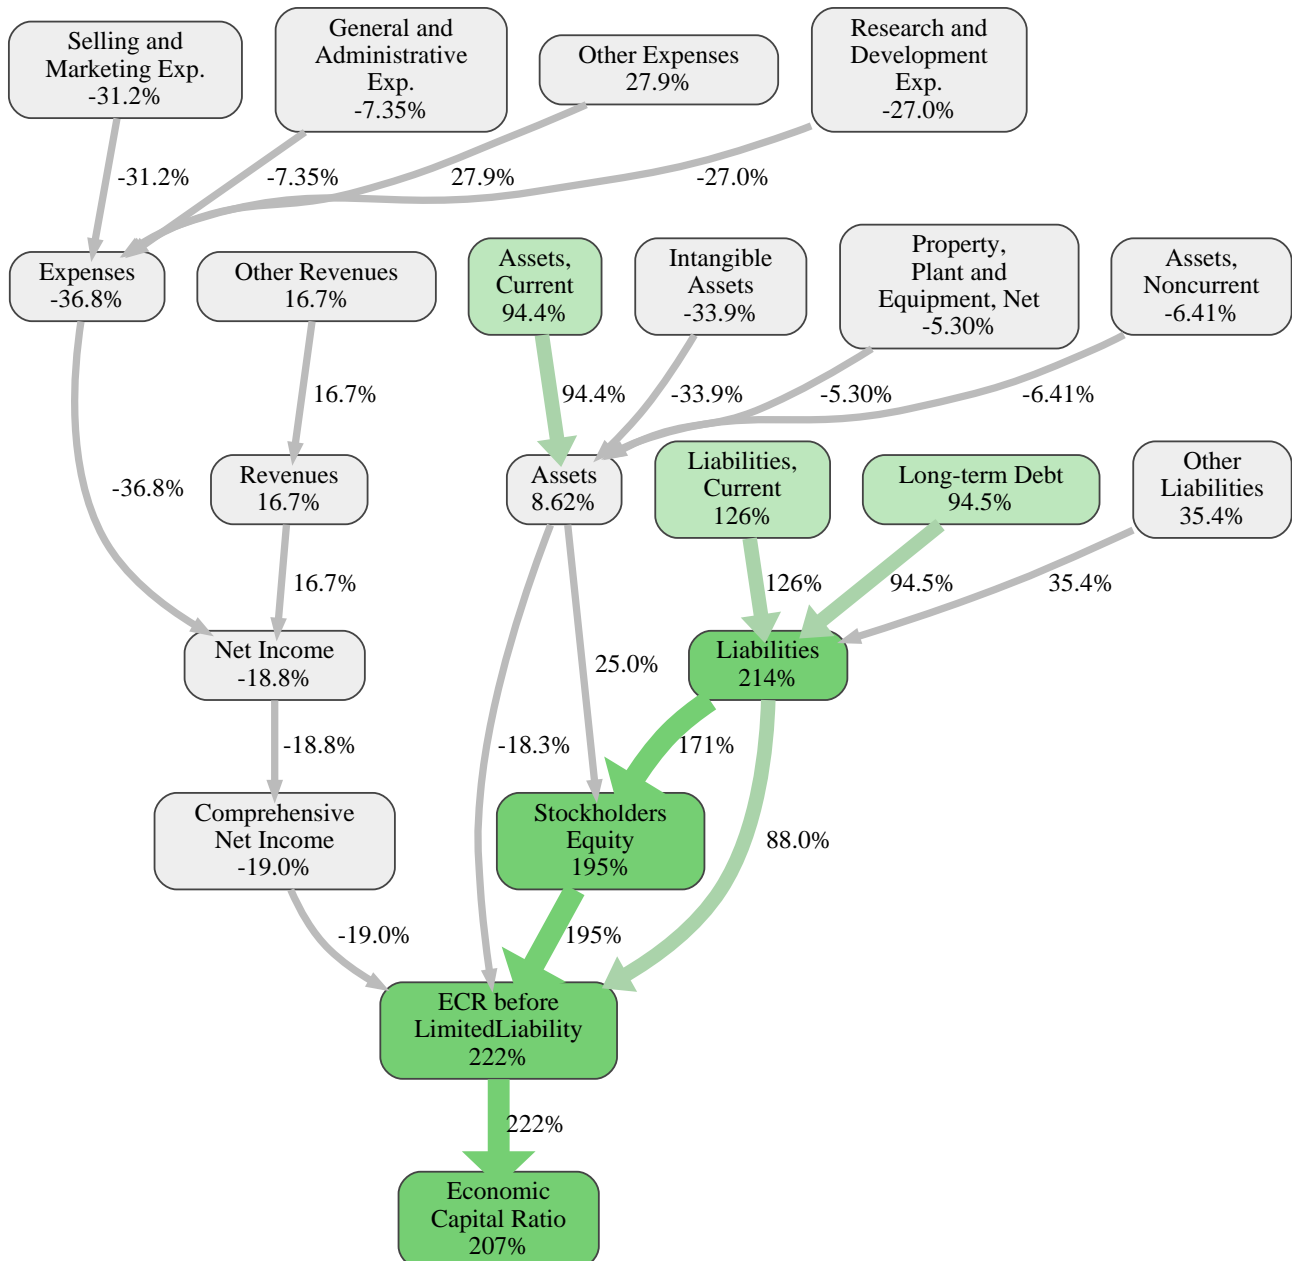 Selling and
Marketing Exp.
-31.2%
General and
Administrative
Exp.
-7.35%
Other Expenses
27.9%
Research and
Development
Exp.
-27.0%
-31.2%
-7.35%
27.9%
-27.0%
Expenses
-36.8%
Other Revenues
16.7%
Assets,
Current
94.4%
Intangible
Assets
-33.9%
Property,
Plant and
Equipment, Net
-5.30%
Assets,
Noncurrent
-6.41%
16.7%
94.4%
-33.9%
-5.30%
-6.41%
-36.8%
Revenues
16.7%
Assets
8.62%
Liabilities,
Current
126%
Long-term Debt
94.5%
Other
Liabilities
35.4%
16.7%
126%
94.5%
35.4%
Net Income
-18.8%
25.0%
Liabilities
214%
-18.8%
-18.3%
171%
Comprehensive
Net Income
-19.0%
Stockholders
Equity
195%
88.0%
-19.0%
195%
ECR before
LimitedLiability
222%
222%
Economic
Capital Ratio
207%